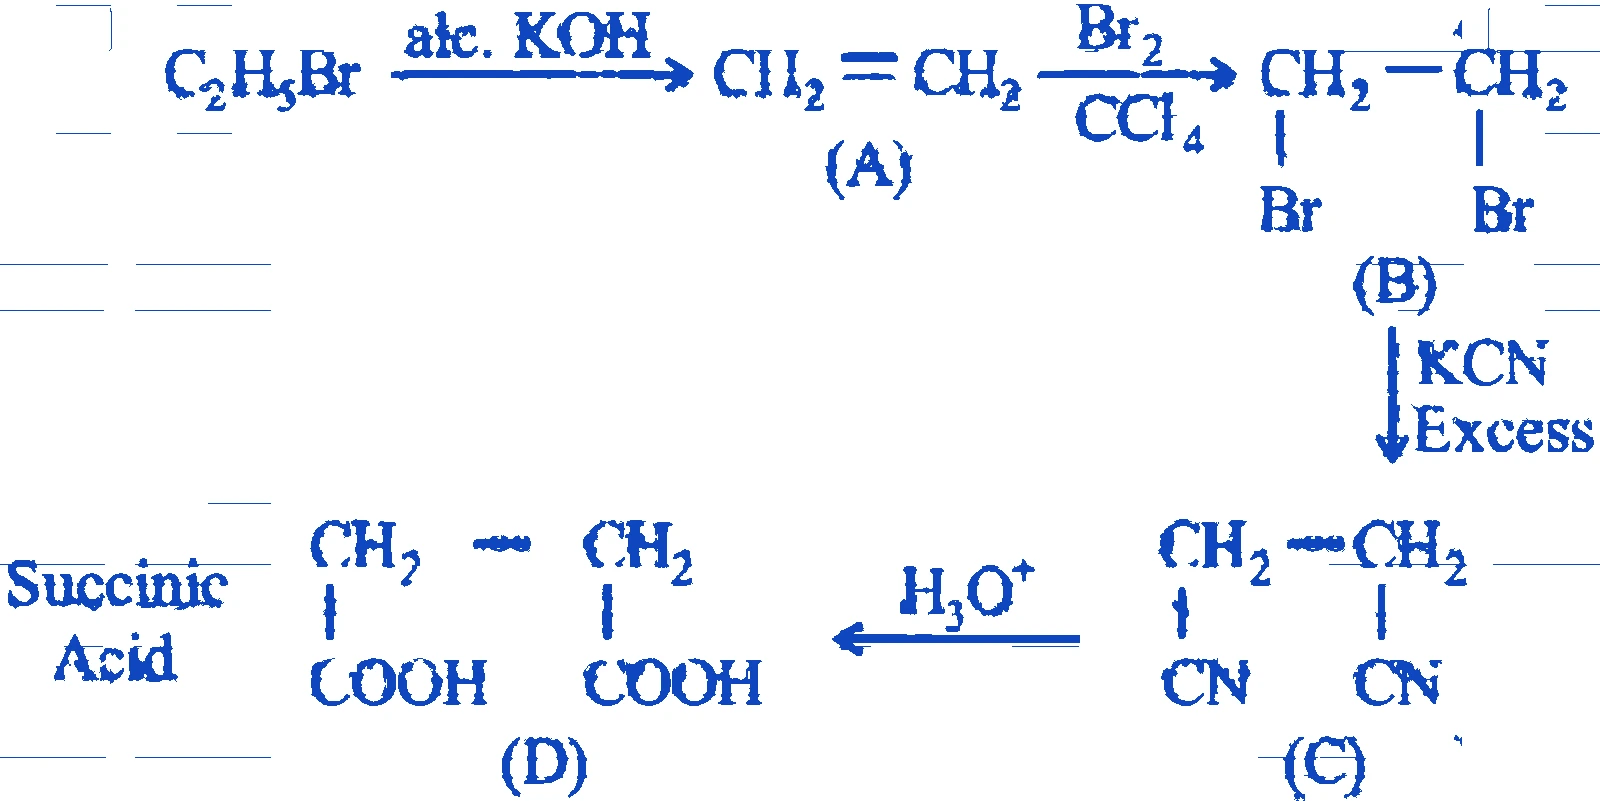 C₂H₅Br alc. KOH CH₂ = CH₂ Br₂ CCl₄ CH₂ — CH₂
(A)
Br Br
(B)
KCN
Excess
CH₂ — CH₂ H₃O⁺ CH₂ — CH₂
Succinic
Acid
COOH COOH CN CN
(D) (C)